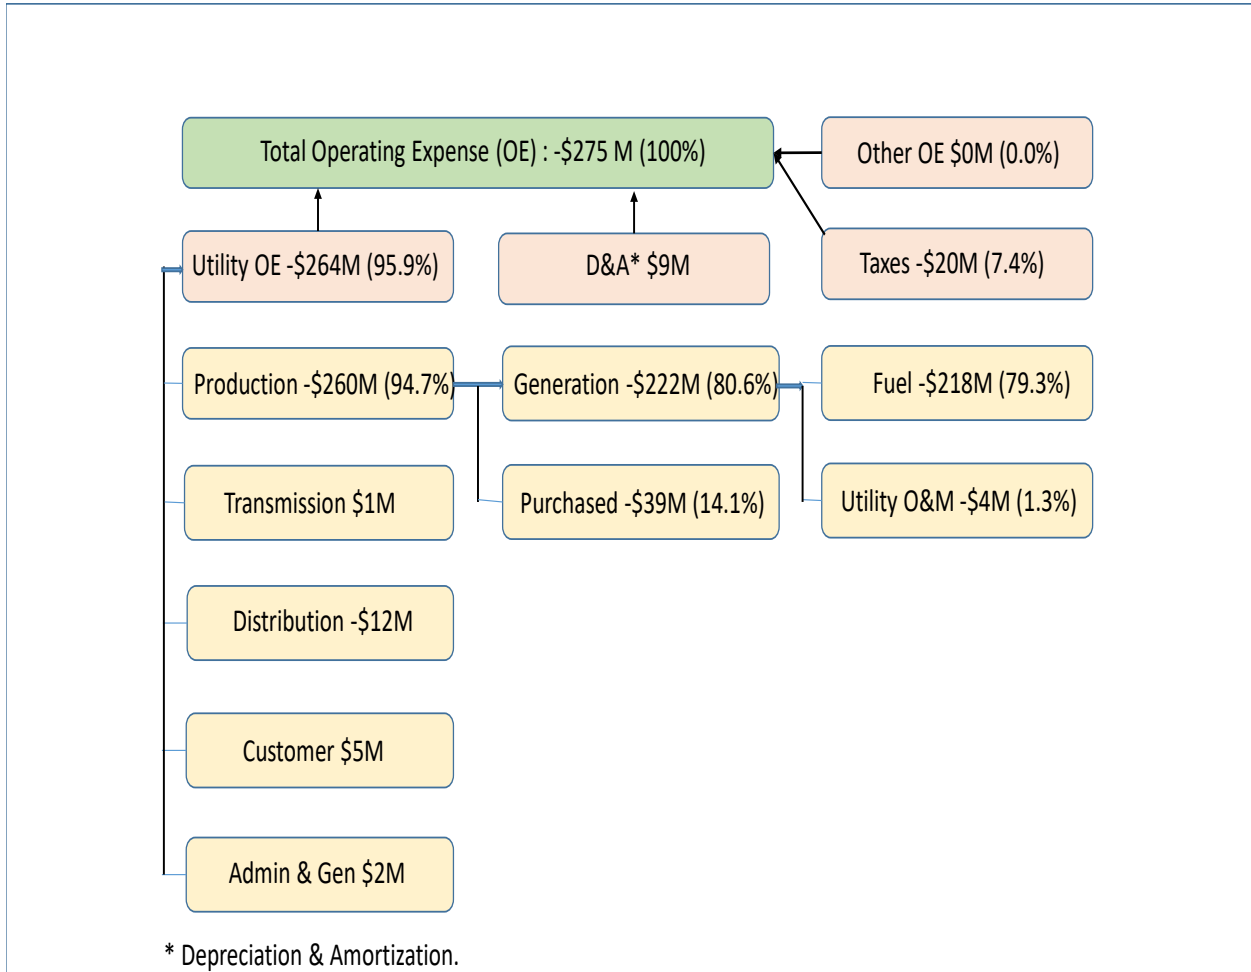 Total Operating Expense (OE) : -$275 M (100%)
Other OE $0M (0.0%)
Utility OE -$264M (95.9%)
D&A* $9M
Taxes -$20M (7.4%)
Production -$260M (94.7%)
Generation -$222M (80.6%)
Fuel -$218M (79.3%)
Transmission $1M
Purchased -$39M (14.1%)
Utility O&M -$4M (1.3%)
Distribution -$12M
Customer $5M
Admin & Gen $2M
* Depreciation & Amortization.